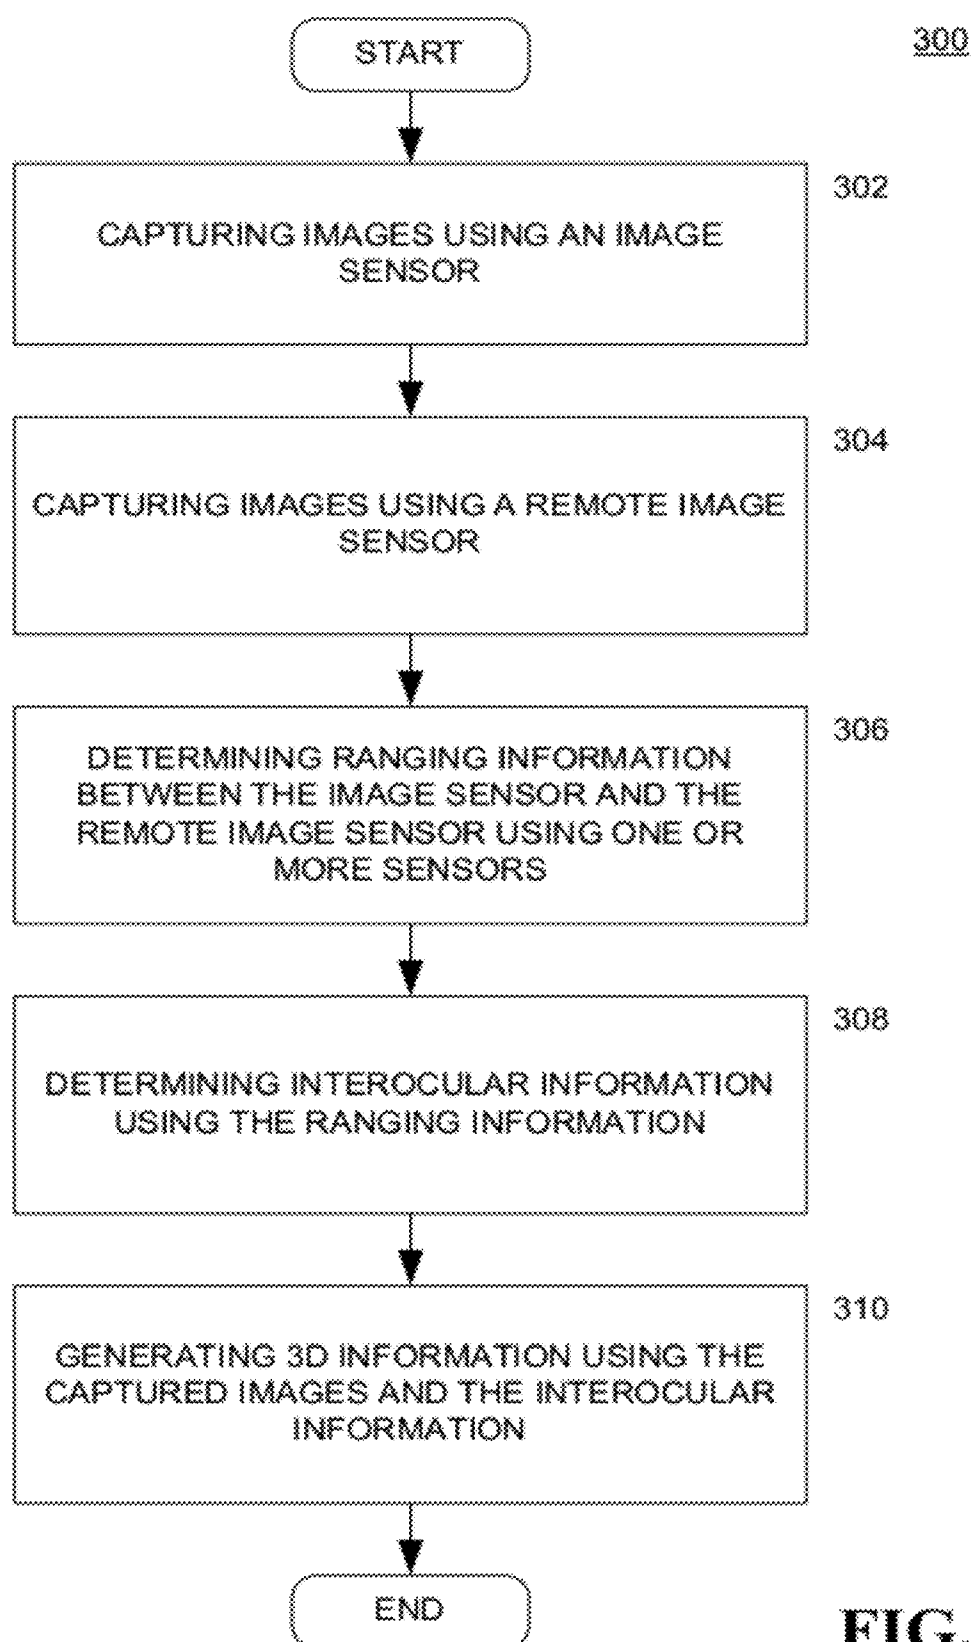 START
300
302
CAPTURING IMAGES USING AN IMAGE
SENSOR
304
CAPTURING IMAGES USING A REMOTE IMAGE
SENSOR
306
DETERMINING RANGING INFORMATION
BETWEEN THE IMAGE SENSOR AND THE
REMOTE IMAGE SENSOR USING ONE OR
MORE SENSORS
308
DETERMINING INTEROCULAR INFORMATION
USING THE RANGING INFORMATION
310
GENERATING 3D INFORMATION USING THE
CAPTURED IMAGES AND THE INTEROCULAR
INFORMATION
END
FIG.